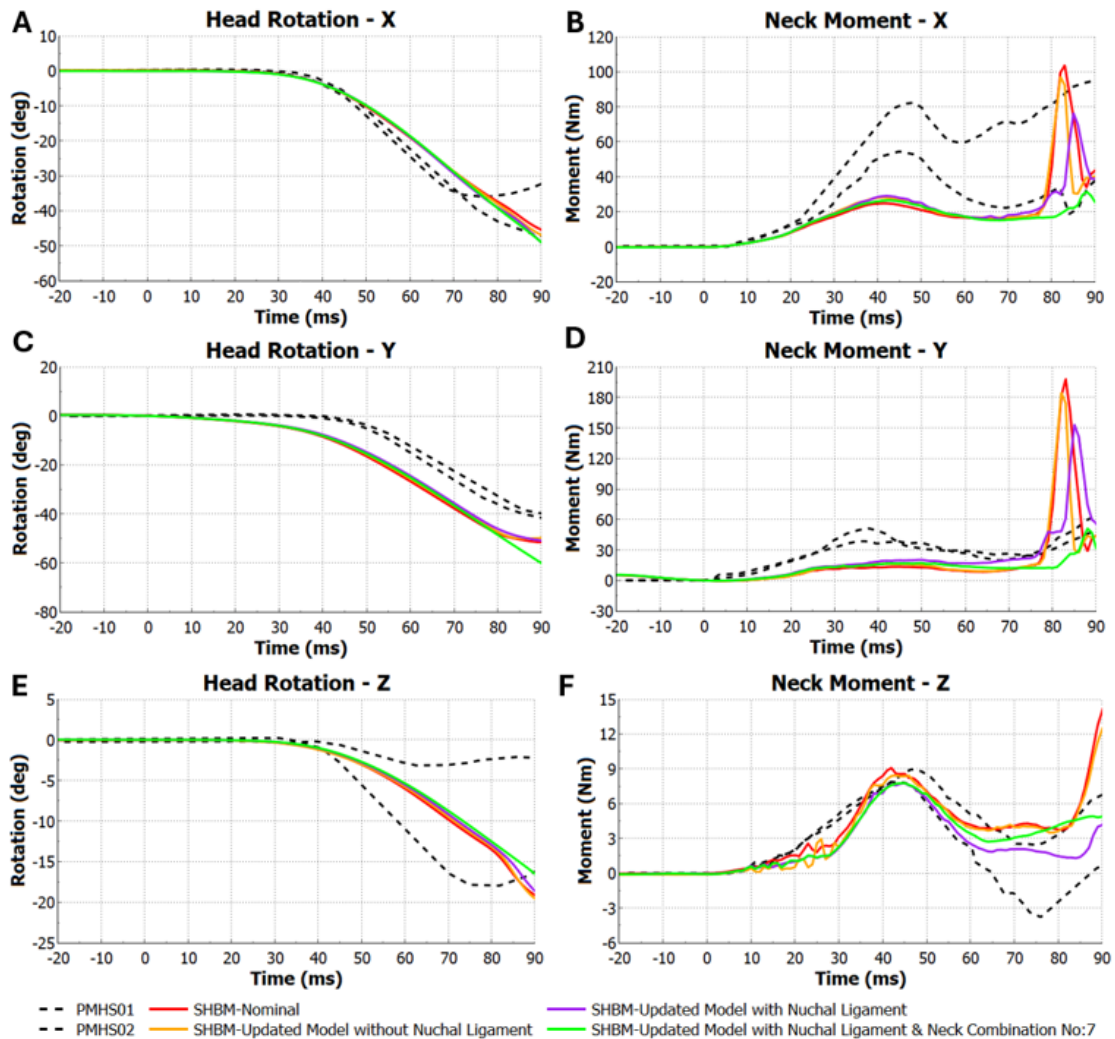 A Head Rotation - X
Rotation (deg)
10
0
-10
-20
-30
-40
-50
-60
-20 -10 0 10 20 30 40 50 60 70 80 90
Time (ms)
B Neck Moment - X
Moment (Nm)
120
100
80
60
40
20
0
-20
-20 -10 0 10 20 30 40 50 60 70 80 90
Time (ms)
C Head Rotation - Y
Rotation (deg)
20
0
-20
-40
-60
-80
-20 -10 0 10 20 30 40 50 60 70 80 90
Time (ms)
D Neck Moment - Y
Moment (Nm)
210
180
150
120
90
60
30
0
-30
-20 -10 0 10 20 30 40 50 60 70 80 90
Time (ms)
E Head Rotation - Z
Rotation (deg)
5
0
-5
-10
-15
-20
-25
-20 -10 0 10 20 30 40 50 60 70 80 90
Time (ms)
F Neck Moment - Z
Moment (Nm)
15
12
9
6
3
0
-3
-6
-20 -10 0 10 20 30 40 50 60 70 80 90
Time (ms)
PMHS01 SHBM-Nominal SHBM-Updated Model with Nuchal Ligament
PMHS02 SHBM-Updated Model without Nuchal Ligament SHBM-Updated Model with Nuchal Ligament & Neck Combination No:7